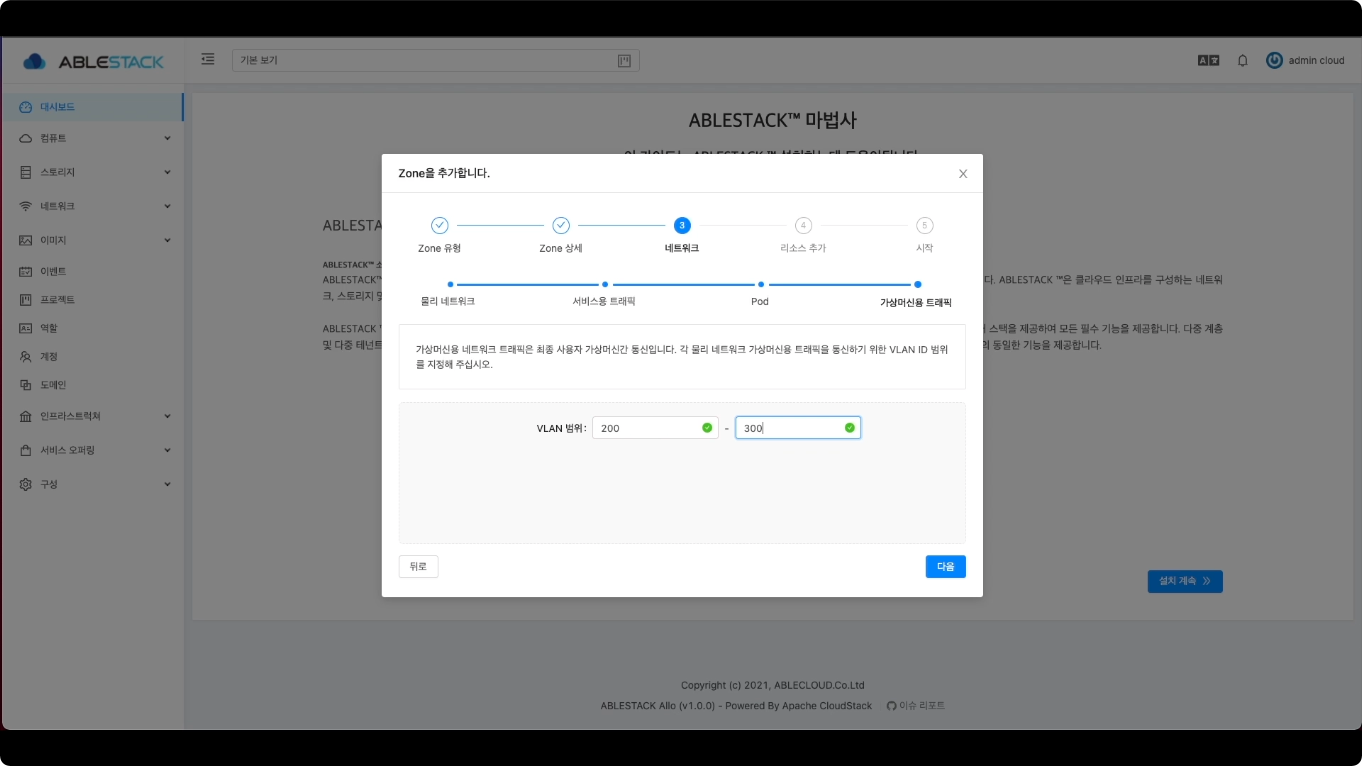 ABLESTACK
기본 보기
admin cloud
대시보드
컴퓨트
스토리지
네트워크
이미지
이벤트
프로젝트
역할
계정
도메인
인프라스트럭쳐
서비스 오퍼링
구성
ABLESTACK™ 마법사
Zone을 추가합니다.
3
4
5
Zone 유형
Zone 상세
네트워크
리소스 추가
시작
물리 네트워크
서비스용 트래픽
Pod
가상머신용 트래픽
가상머신용 네트워크 트래픽은 최종 사용자 가상머신간 통신입니다. 각 물리 네트워크 가상머신용 트래픽을 통신하기 위한 VLAN ID 범위
를 지정해 주십시오.
VLAN 범위: 200 - 300
뒤로
다음
ABLESTA
ABLESTACK™
ABLESTACK™
다. ABLESTACK ™은 클라우드 인프라를 구성하는 네트워
크, 스토리지 및
ABLESTACK
스택을 제공하여 모든 필수 기능을 제공합니다. 다중 계층
및 다중 테넌트
동일한 기능을 제공합니다.
설치 계속
Copyright (c) 2021, ABLECLOUD.Co.Ltd
ABLESTACK Allo (v1.0.0) - Powered By Apache CloudStack 이슈 리포트